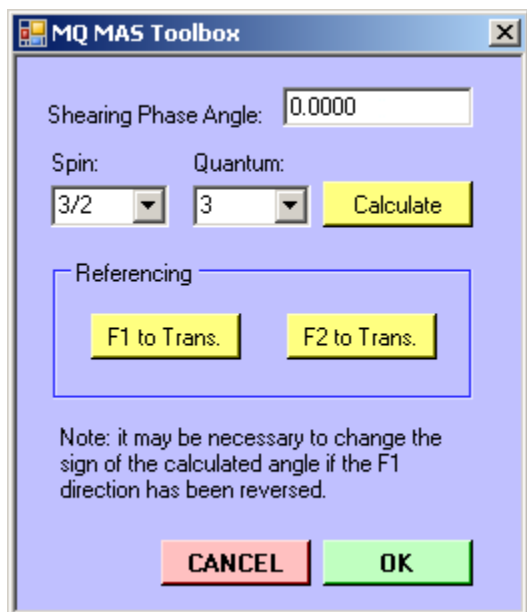 MQ MAS Toolbox
Shearing Phase Angle: 0.0000
Spin: Quantum:
3/2 3 Calculate
Referencing
F1 to Trans. F2 to Trans.
Note: it may be necessary to change the
sign of the calculated angle if the F1
direction has been reversed.
CANCEL OK